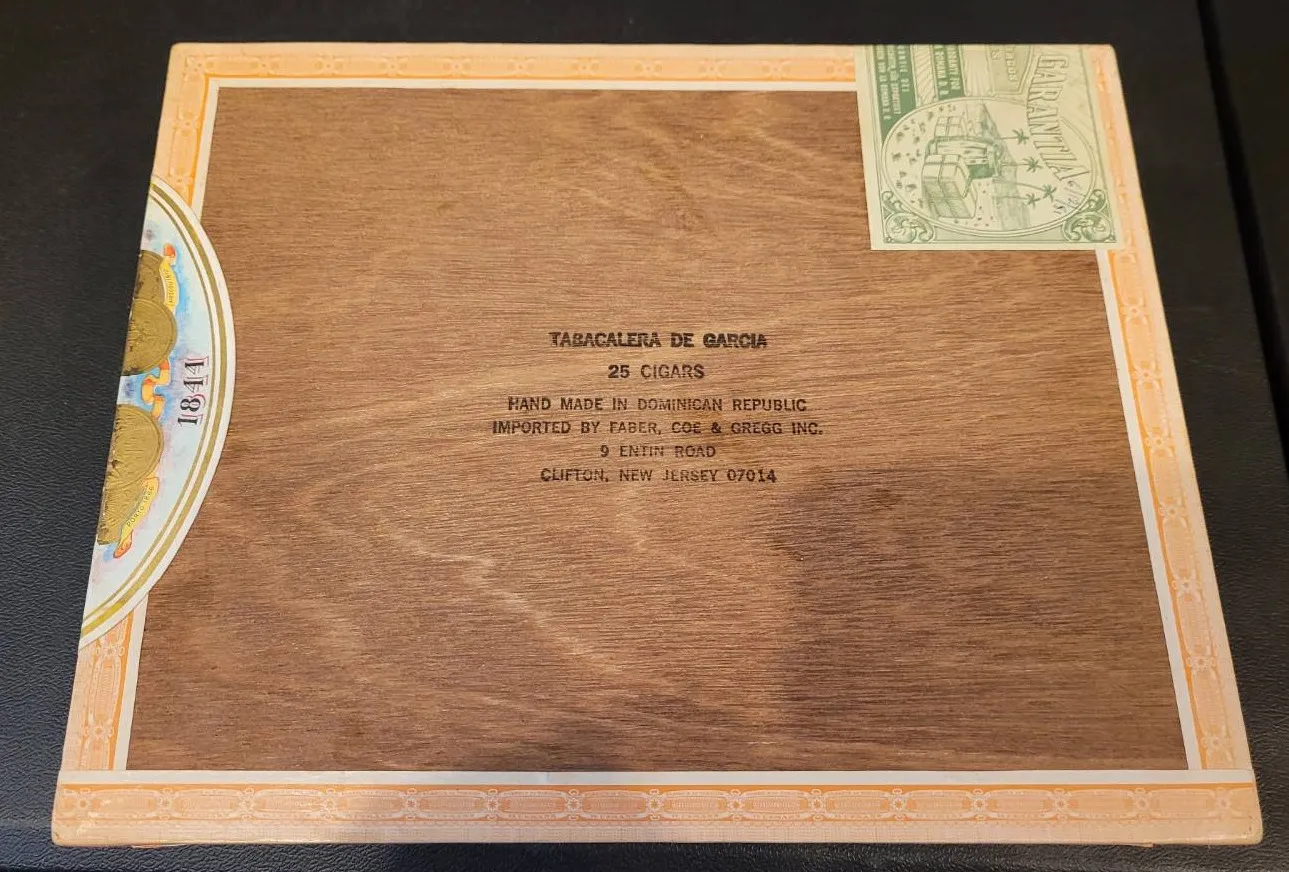 GARANTIA
1844
TABACALERA DE GARCIA
25 CIGARS
HAND MADE IN DOMINICAN REPUBLIC
IMPORTED BY FABER, COE & GREGG INC.
9 ENTIN ROAD
CLIFTON, NEW JERSEY 07014